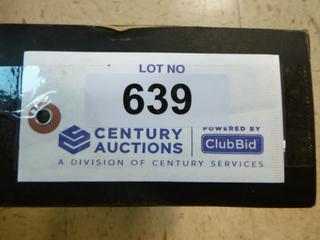 LOT NO
639
CENTURY AUCTIONS
POWERED BY
ClubBid
A DIVISION OF CENTURY SERVICES